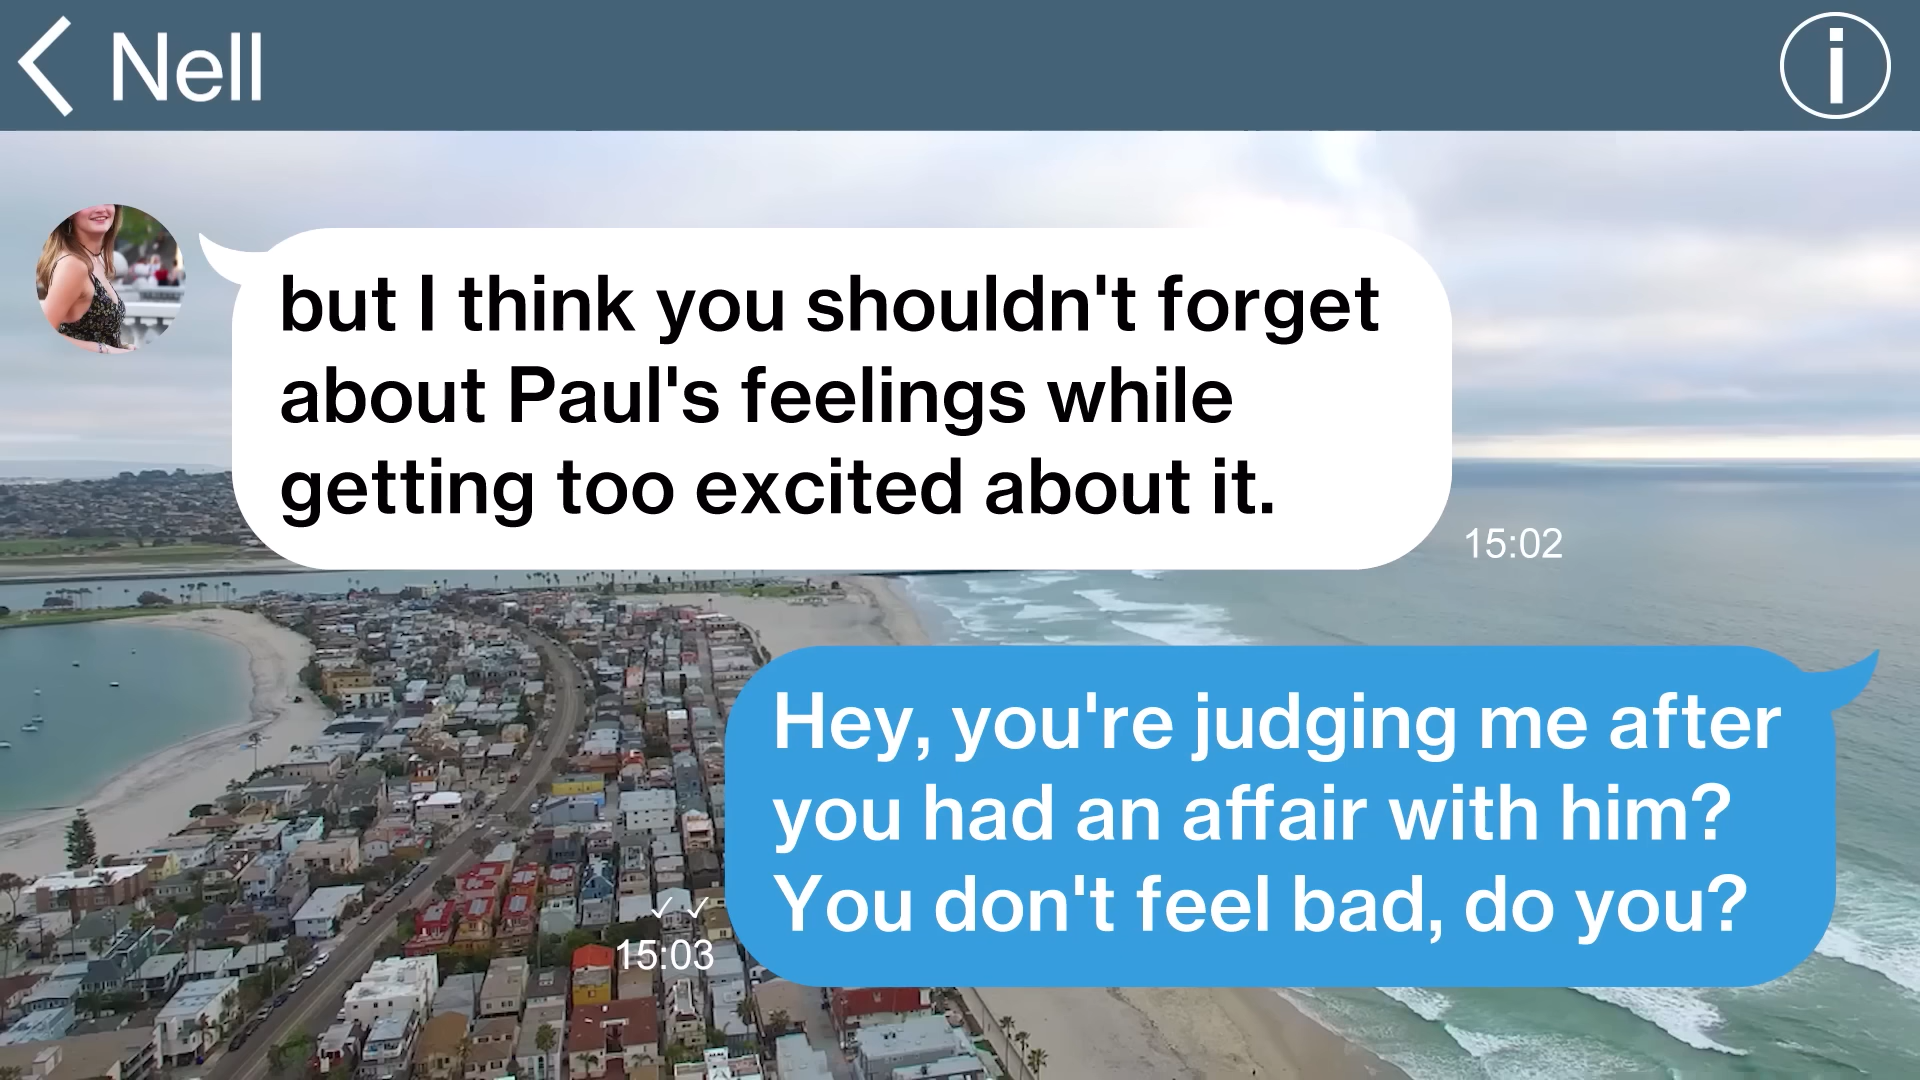 Nell
i
but I think you shouldn't forget
about Paul's feelings while
getting too excited about it.
15:02
Hey, you're judging me after
you had an affair with him?
You don't feel bad, do you?
15:03